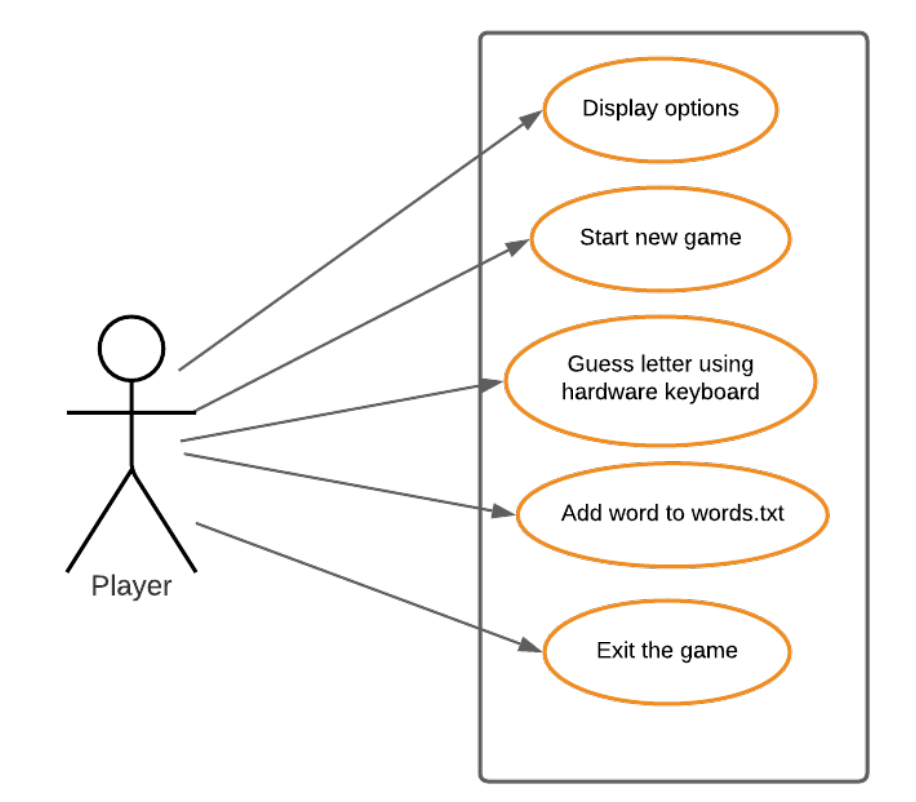 Display options
Start new game
Guess letter using
hardware keyboard
Add word to words.txt
Exit the game
Player